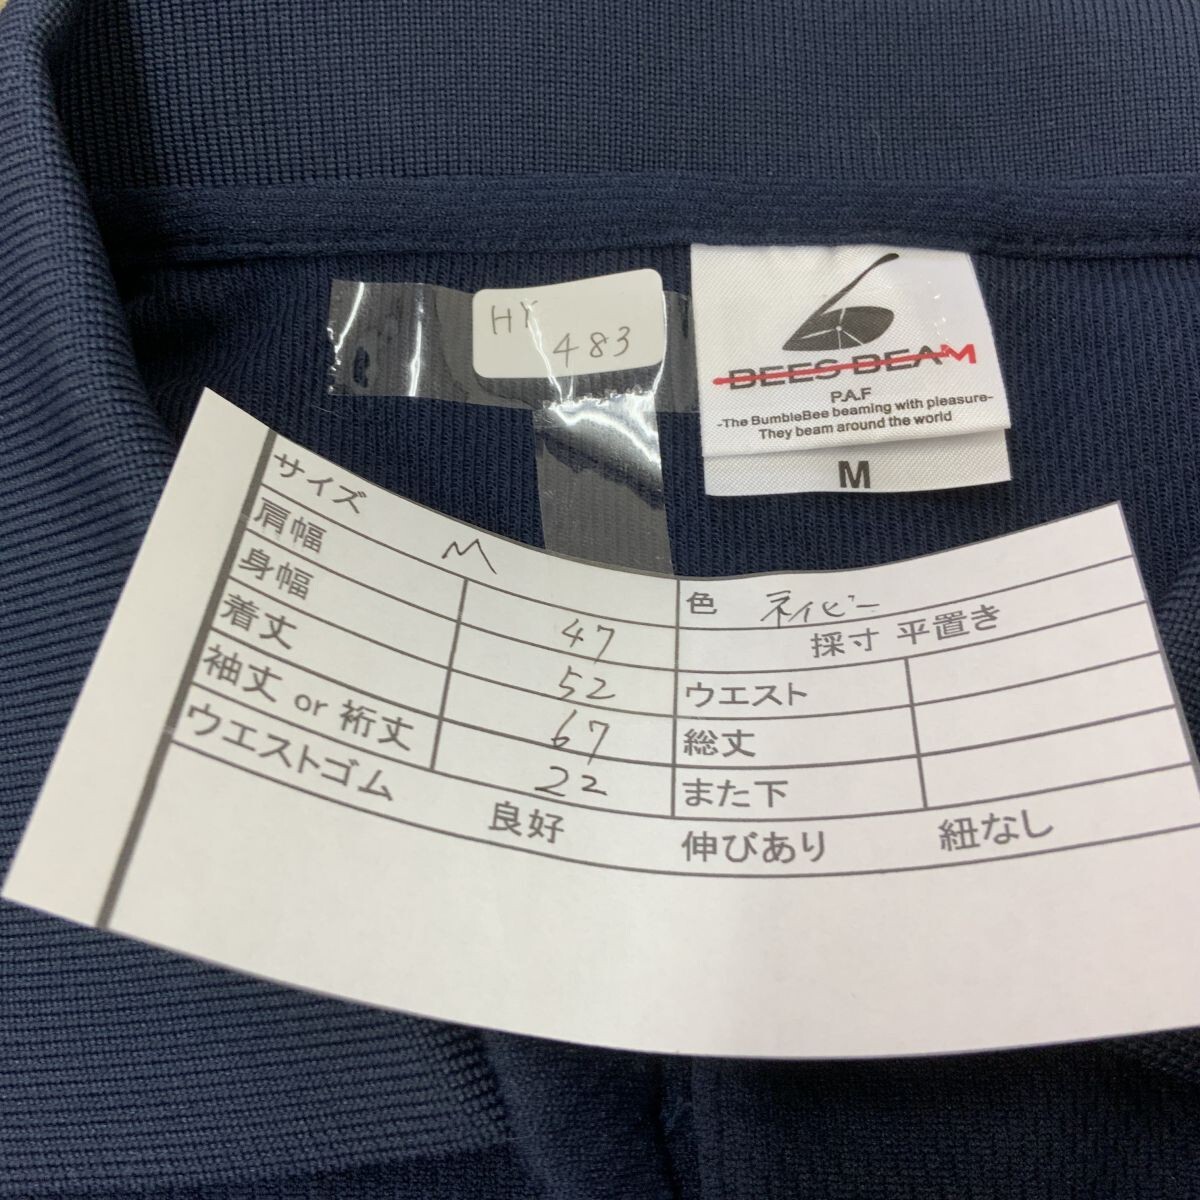 HY
483
BEES BEAM
P.A.F
-The BumbleBee beaming with pleasure-
They beam around the world
M
サイズ M 色 ネイビー
肩幅 47 採寸 平置き
身幅 52 ウエスト
着丈 67 総丈
袖丈 or 裄丈 22 また下
ウエストゴム 良好 伸びあり 紐なし